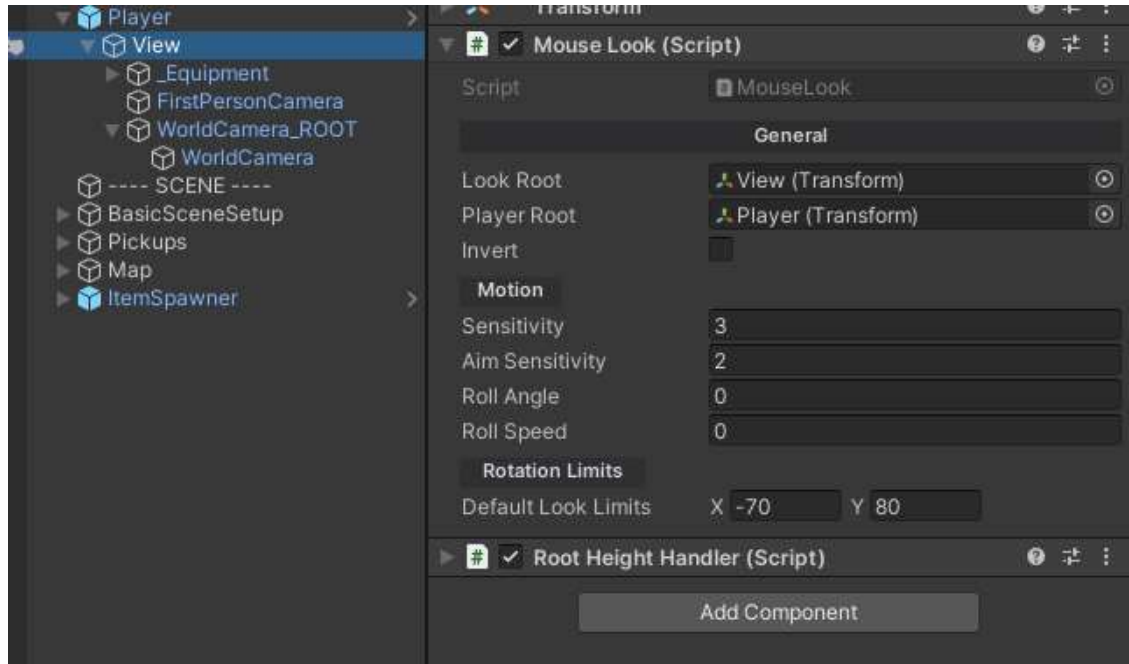 Player
View
_Equipment
FirstPersonCamera
WorldCamera_ROOT
WorldCamera
---- SCENE ----
BasicSceneSetup
Pickups
Map
ItemSpawner
Transform
# Mouse Look (Script)
Script MouseLook
General
Look Root View (Transform)
Player Root Player (Transform)
Invert
Motion
Sensitivity 3
Aim Sensitivity 2
Roll Angle 0
Roll Speed 0
Rotation Limits
Default Look Limits X -70 Y 80
# Root Height Handler (Script)
Add Component